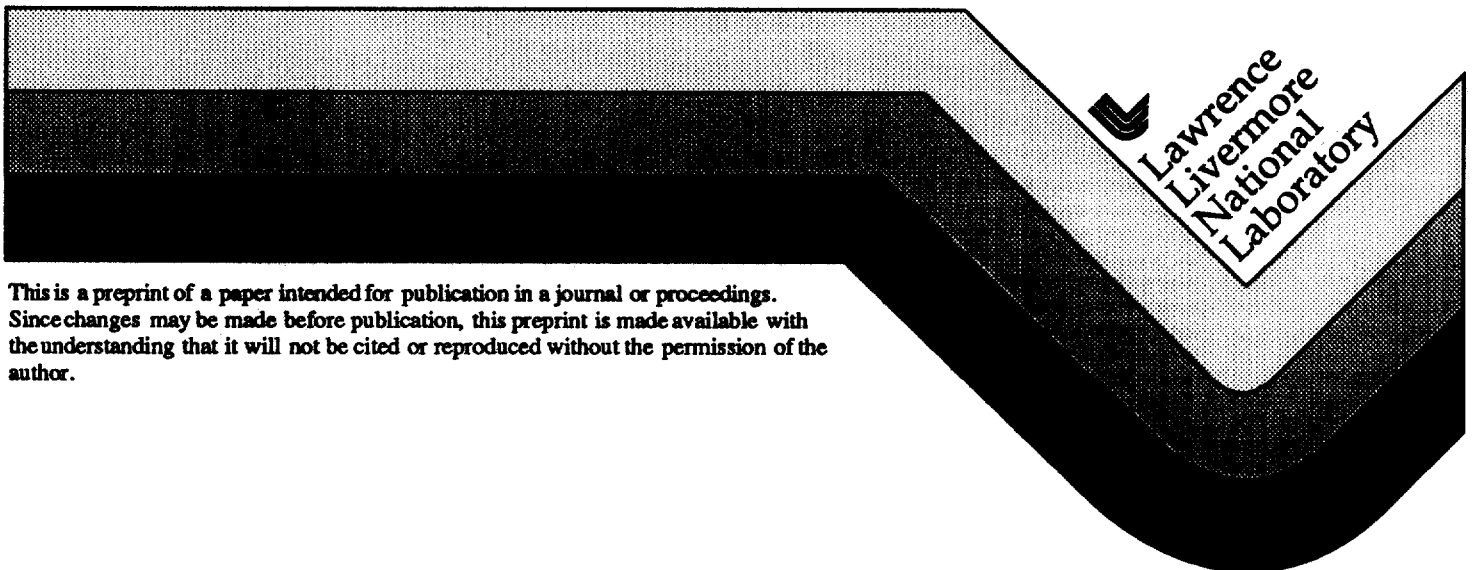 Lawrence
Livermore
National
Laboratory
This is a preprint of a paper intended for publication in a journal or proceedings.
Since changes may be made before publication, this preprint is made available with
the understanding that it will not be cited or reproduced without the permission of the
author.